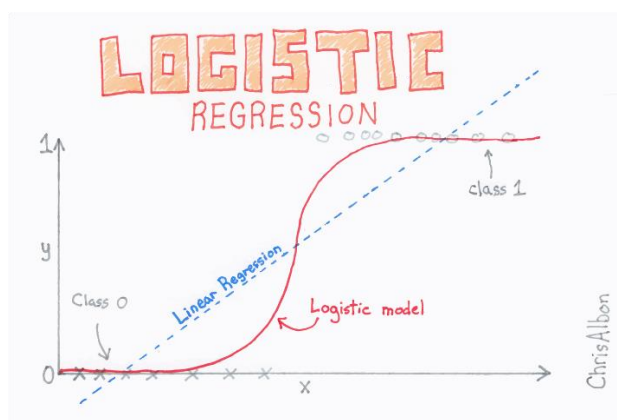 LOGISTIC
REGRESSION
1
class 1
y
Linear Regression
Class 0
Logistic model
0
x
ChrisAlbon